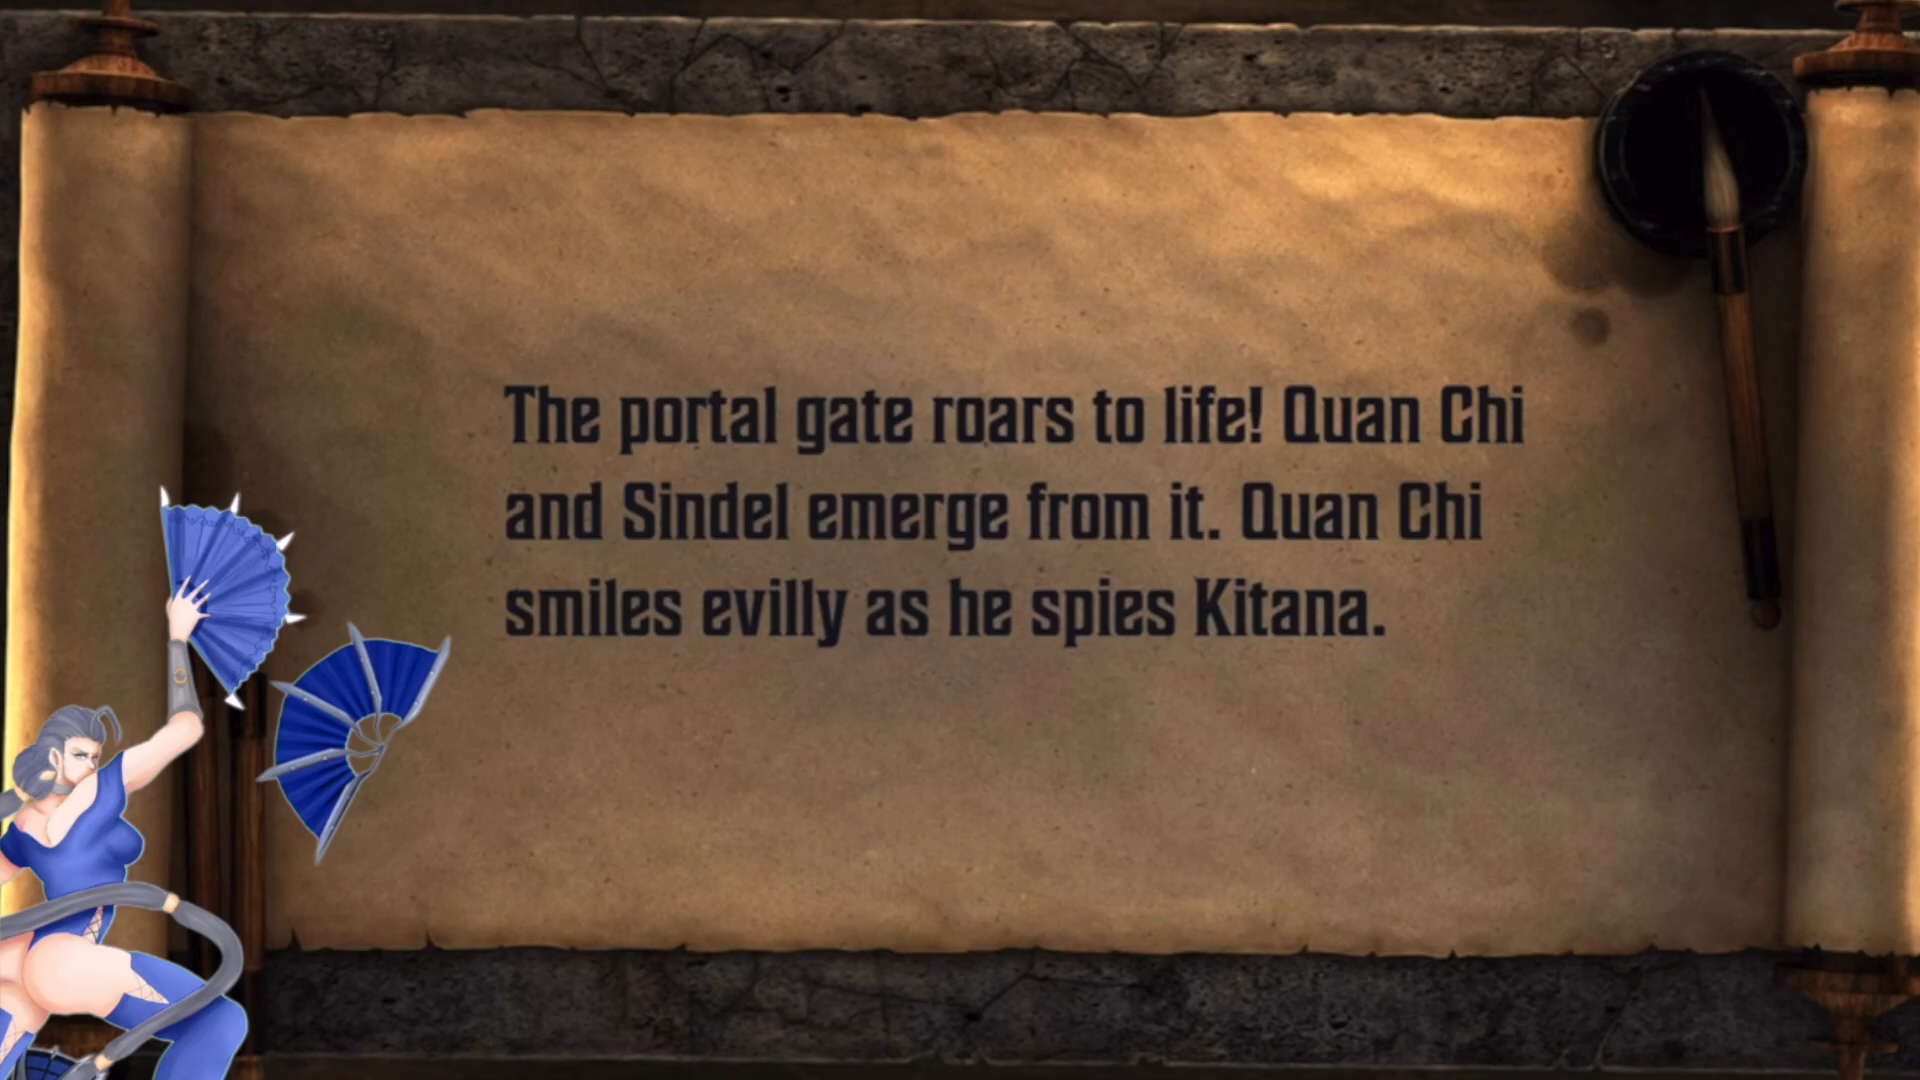 The portal gate roars to life! Quan Chi
and Sindel emerge from it. Quan Chi
smiles evilly as he spies Kitana.